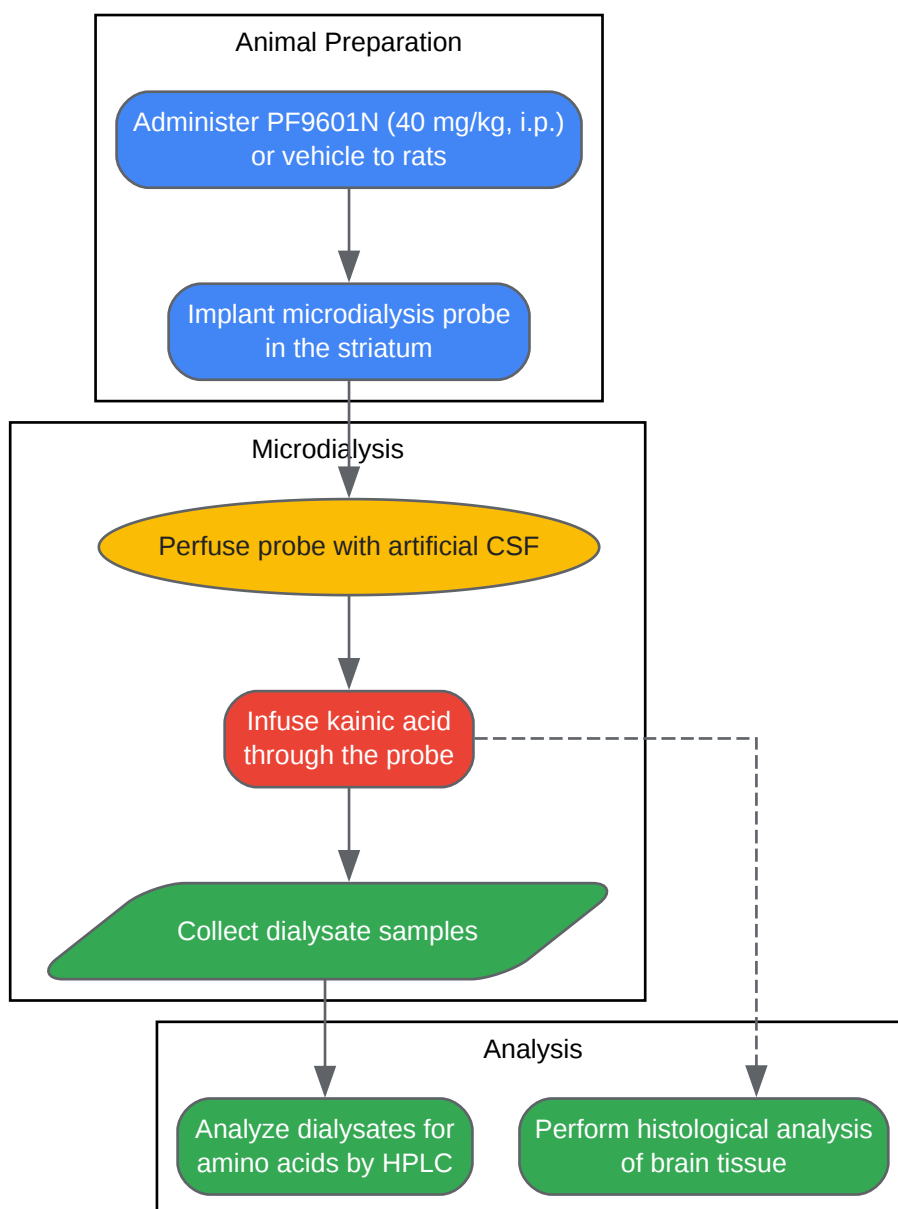 Animal Preparation
Administer PF9601N (40 mg/kg, i.p.)
or vehicle to rats
Implant microdialysis probe
in the striatum
Microdialysis
Perfuse probe with artificial CSF
Infuse kainic acid
through the probe
Collect dialysate samples
Analysis
Analyze dialysates for
amino acids by HPLC
Perform histological analysis
of brain tissue